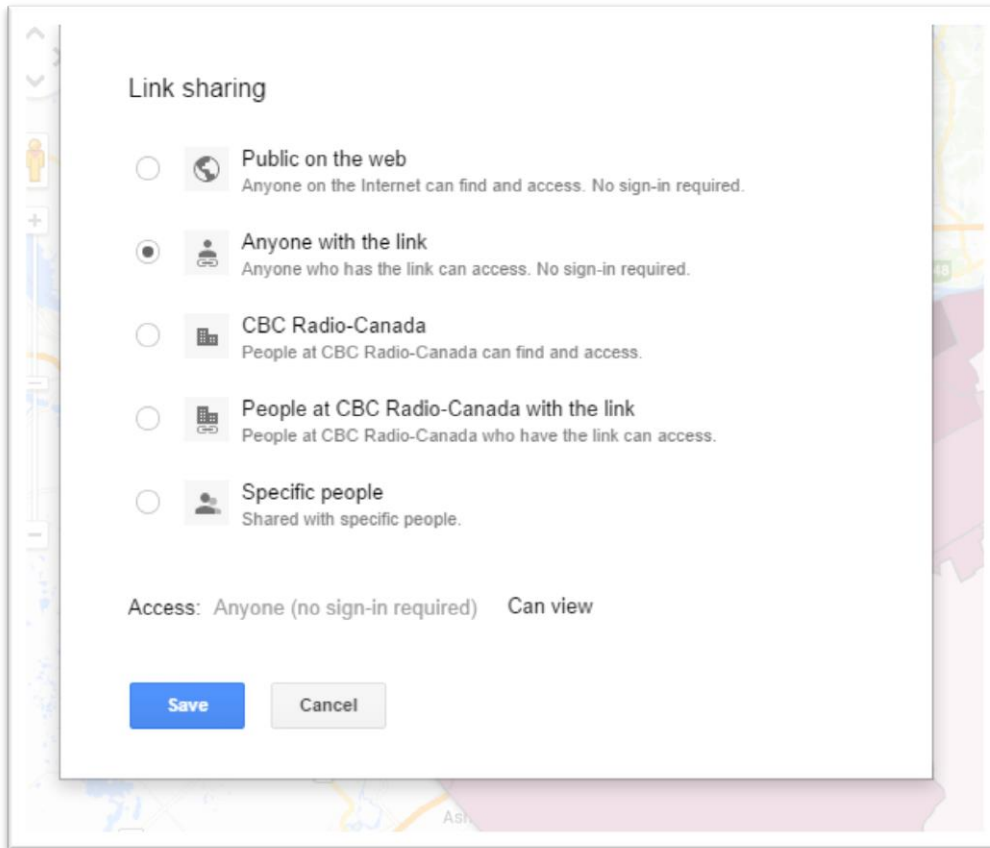 Link sharing
Public on the web
Anyone on the Internet can find and access. No sign-in required.
Anyone with the link
Anyone who has the link can access. No sign-in required.
48
CBC Radio-Canada
People at CBC Radio-Canada can find and access.
People at CBC Radio-Canada with the link
People at CBC Radio-Canada who have the link can access.
Specific people
Shared with specific people.
Access: Anyone (no sign-in required) Can view
Save Cancel